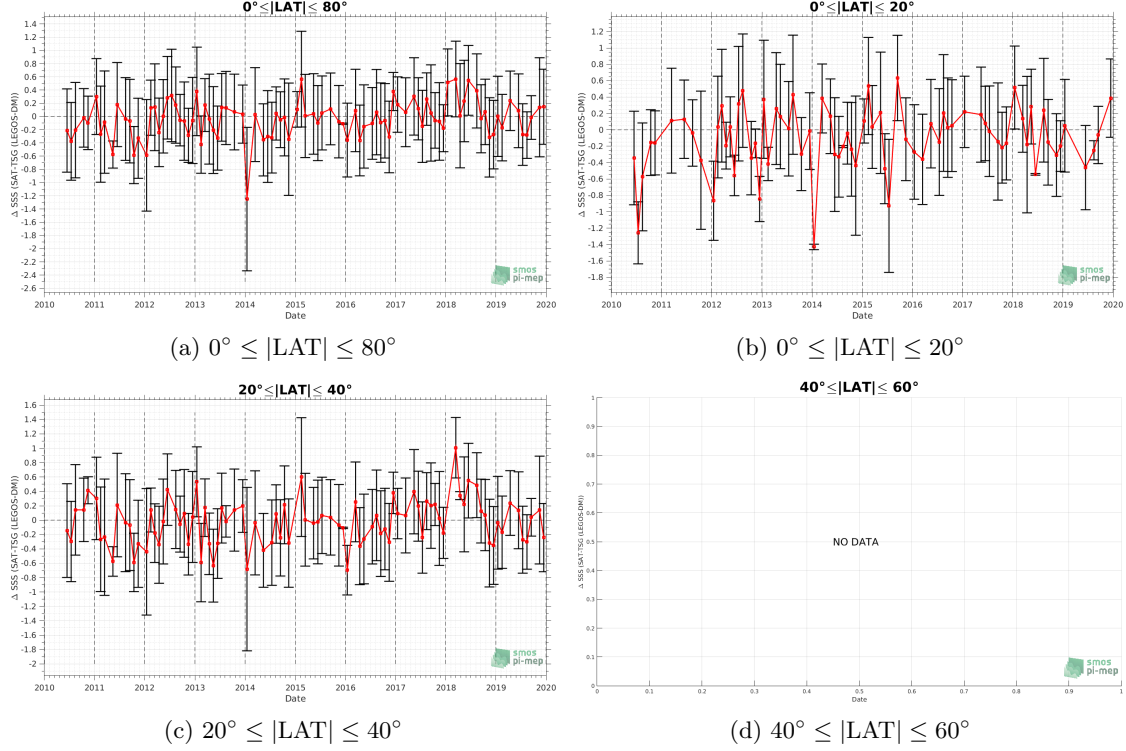 0°≤|LAT|≤ 80°
1.4
1.2
1
0.8
0.6
0.4
0.2
0
-0.2
-0.4
-0.6
-0.8
-1
-1.2
-1.4
-1.6
-1.8
-2
-2.2
-2.4
-2.6
Δ SSS (SAT-TSG (LEGOS-DM))
2010 2011 2012 2013 2014 2015 2016 2017 2018 2019 2020
Date
smos
pi-mep
(a) 0° ≤ |LAT| ≤ 80°
0°≤|LAT|≤ 20°
1.2
1
0.8
0.6
0.4
0.2
0
-0.2
-0.4
-0.6
-0.8
-1
-1.2
-1.4
-1.6
-1.8
Δ SSS (SAT-TSG (LEGOS-DM))
2010 2011 2012 2013 2014 2015 2016 2017 2018 2019 2020
Date
smos
pi-mep
(b) 0° ≤ |LAT| ≤ 20°
20°≤|LAT|≤ 40°
1.6
1.4
1.2
1
0.8
0.6
0.4
0.2
0
-0.2
-0.4
-0.6
-0.8
-1
-1.2
-1.4
-1.6
-1.8
-2
Δ SSS (SAT-TSG (LEGOS-DM))
2010 2011 2012 2013 2014 2015 2016 2017 2018 2019 2020
Date
smos
pi-mep
(c) 20° ≤ |LAT| ≤ 40°
40°≤|LAT|≤ 60°
1
0.9
0.8
0.7
0.6
0.5
0.4
0.3
0.2
0.1
0
Δ SSS (SAT-TSG (LEGOS-DM))
NO DATA
0 0.1 0.2 0.3 0.4 0.5 0.6 0.7 0.8 0.9 1
Date
smos
pi-mep
(d) 40° ≤ |LAT| ≤ 60°